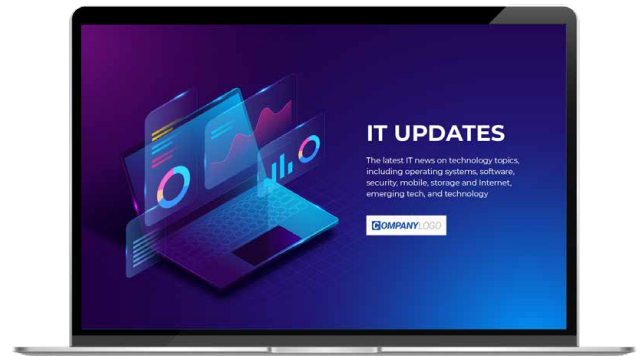 IT UPDATES
The latest IT news on technology topics,
including operating systems, software,
security, mobile, storage and Internet,
emerging tech, and technology
COMPANYLOGO